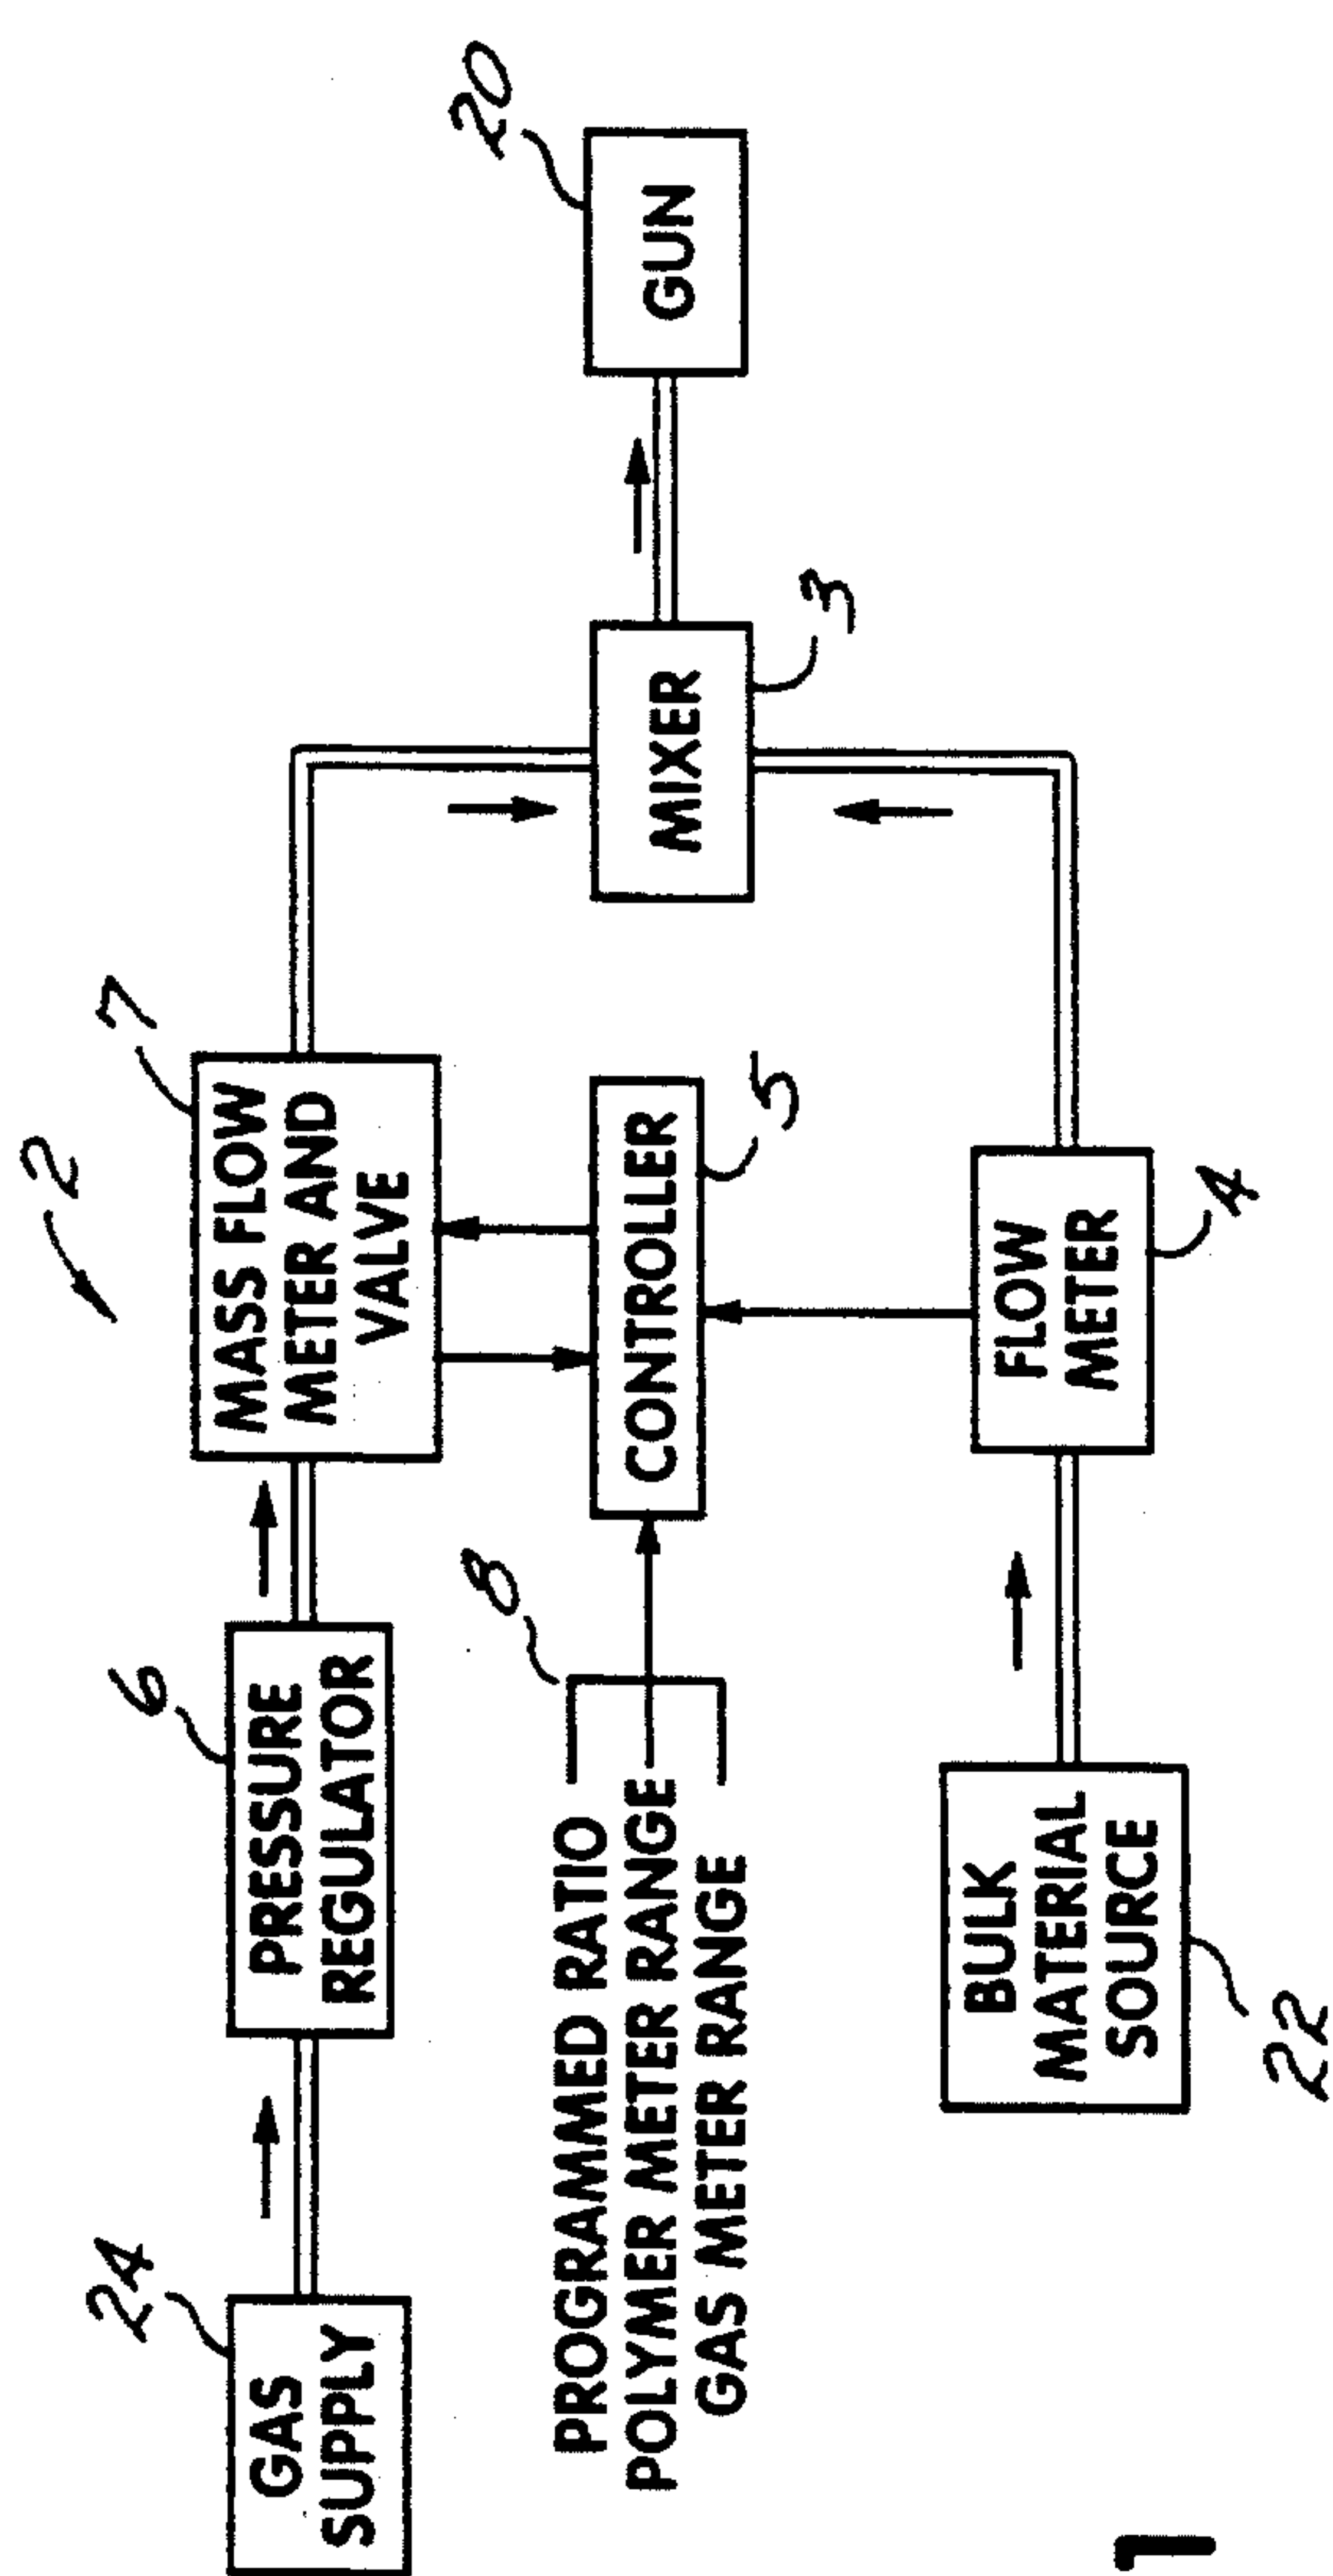 2
24
GAS
SUPPLY
6
PRESSURE
REGULATOR
7
MASS FLOW
METER AND
VALVE
8
PROGRAMMED RATIO
POLYMER METER RANGE
GAS METER RANGE
CONTROLLER
5
MIXER
3
GUN
20
BULK
MATERIAL
SOURCE
22
FLOW
METER
4
1